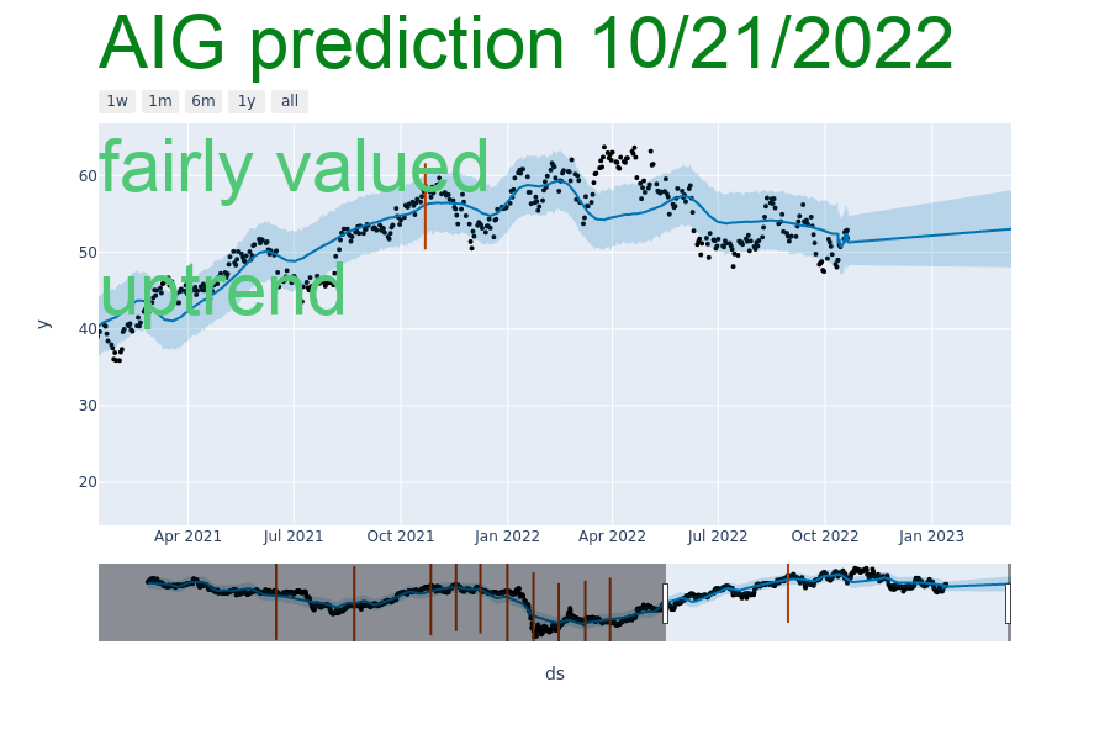 AIG prediction 10/21/2022
1w 1m 6m 1y all
fairly valued
60
50
uptrend
40
30
20
y
Apr 2021 Jul 2021 Oct 2021 Jan 2022 Apr 2022 Jul 2022 Oct 2022 Jan 2023
ds